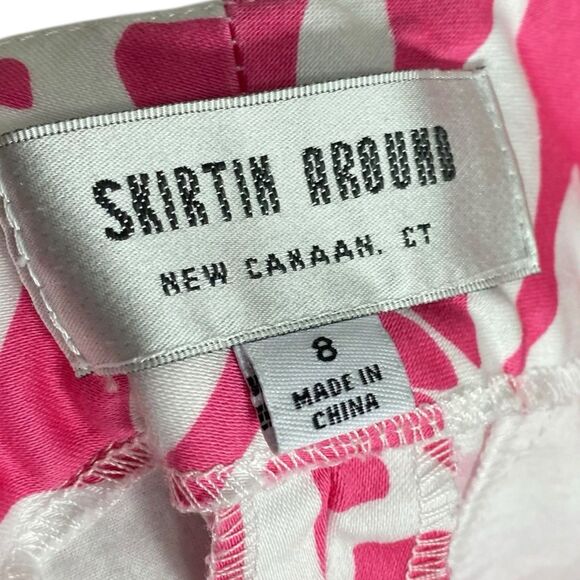 SKIRTIN AROUND
NEW CANAAN, CT
8
MADE IN
CHINA